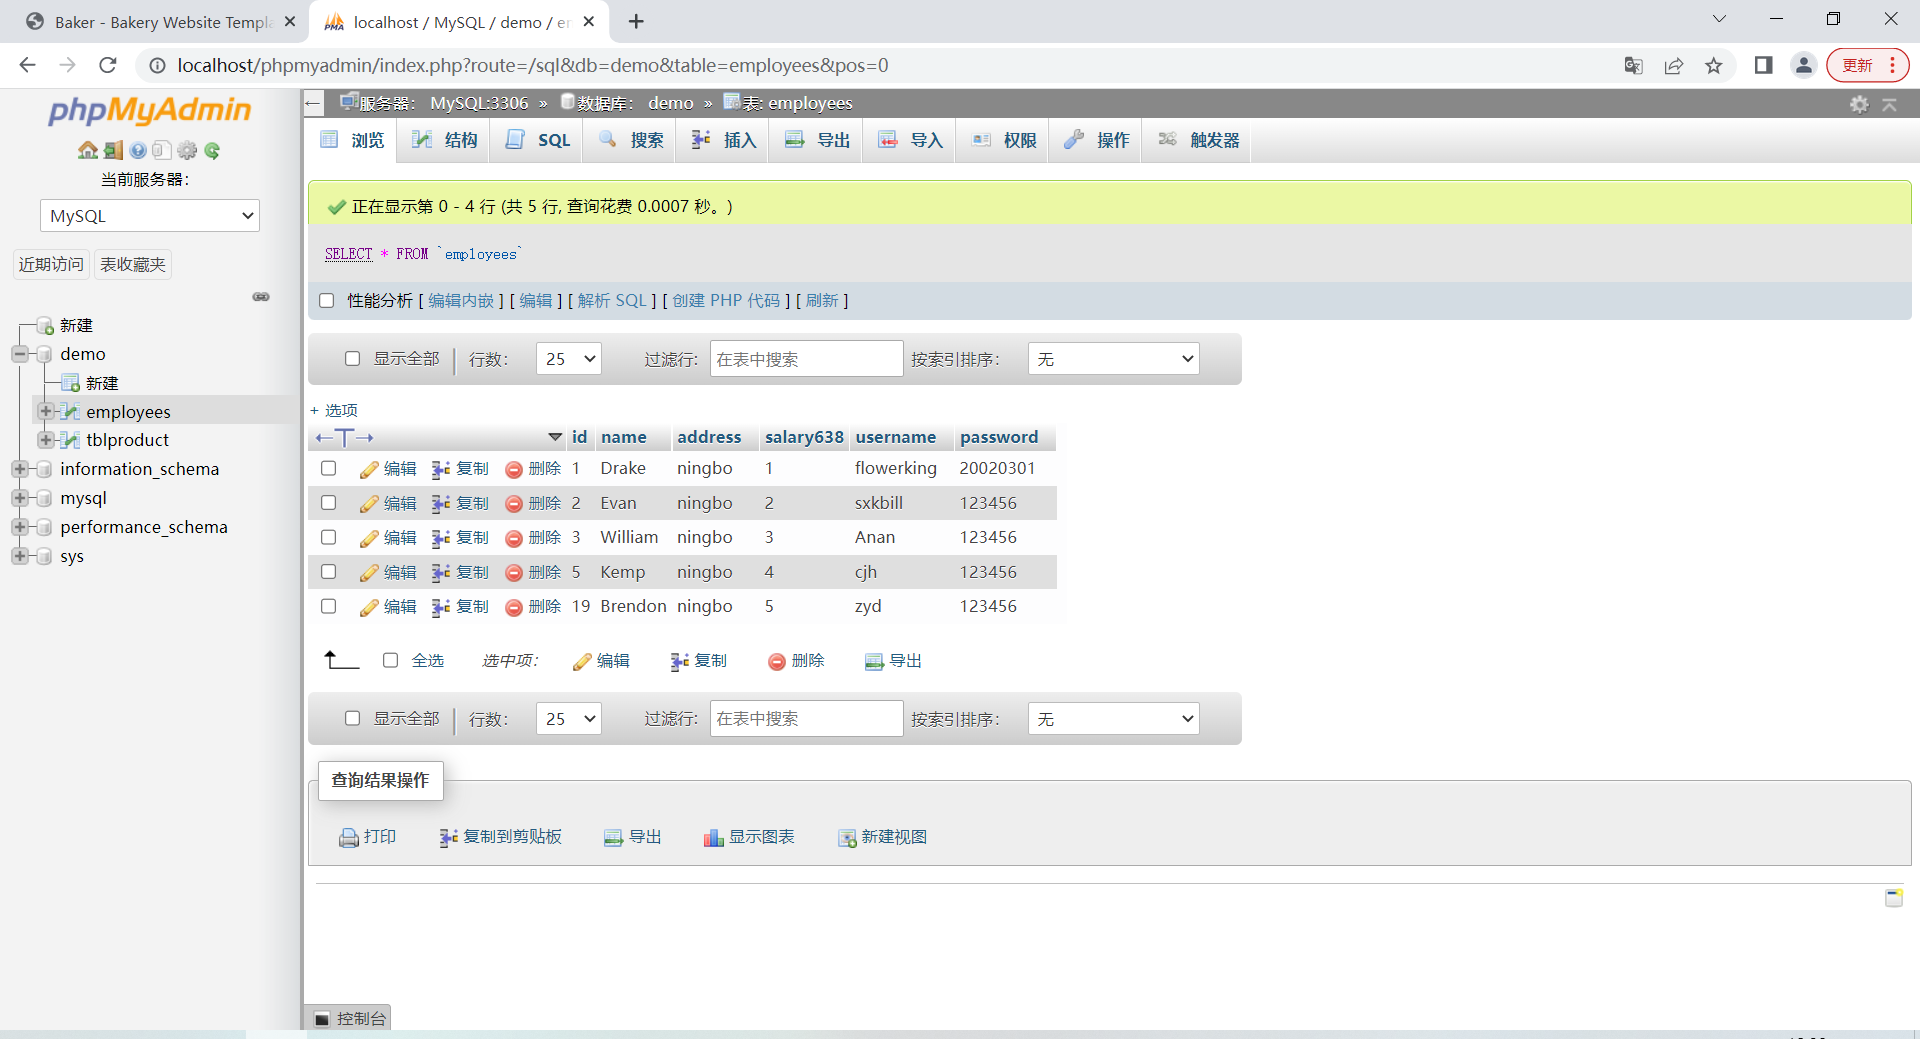 Baker - Bakery Website Templa
localhost / MySQL / demo / e
localhost/phpmyadmin/index.php?route=/sql&db=demo&table=employees&pos=0
更新
phpMyAdmin
当前服务器：
MySQL
近期访问 表收藏夹
新建
demo
新建
employees
tblproduct
information_schema
mysql
performance_schema
sys
服务器： MySQL:3306 » 数据库： demo » 表: employees
浏览 结构 SQL 搜索 插入 导出 导入 权限 操作 触发器
正在显示第 0 - 4 行 (共 5 行, 查询花费 0.0007 秒。)
SELECT * FROM `employees`
性能分析 [ 编辑内嵌 ] [ 编辑 ] [ 解析 SQL ] [ 创建 PHP 代码 ] [ 刷新 ]
显示全部 行数： 25 过滤行: 在表中搜索 按索引排序： 无
+ 选项
←T→ id name address salary638 username password
编辑 复制 删除 1 Drake ningbo 1 flowerking 20020301
编辑 复制 删除 2 Evan ningbo 2 sxkbill 123456
编辑 复制 删除 3 William ningbo 3 Anan 123456
编辑 复制 删除 5 Kemp ningbo 4 cjh 123456
编辑 复制 删除 19 Brendon ningbo 5 zyd 123456
全选 选中项： 编辑 复制 删除 导出
显示全部 行数： 25 过滤行: 在表中搜索 按索引排序： 无
查询结果操作
打印 复制到剪贴板 导出 显示图表 新建视图
控制台